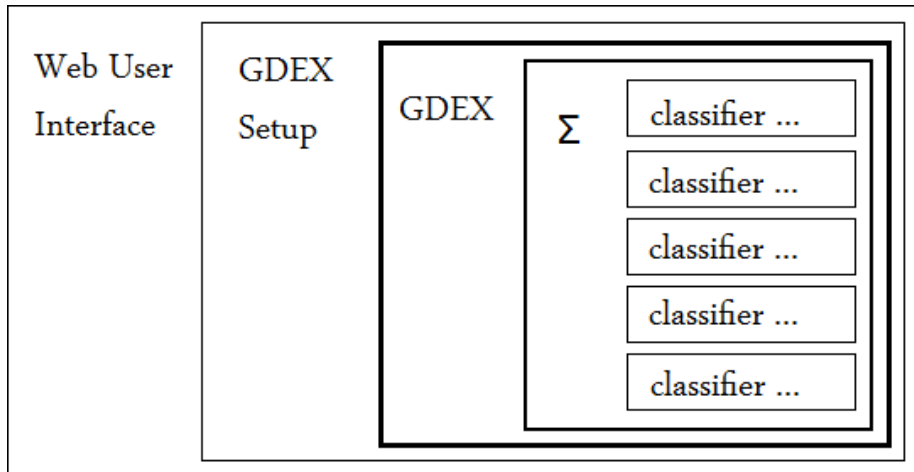 Web User
Interface
GDEX
Setup
GDEX
Σ
classifier ...
classifier ...
classifier ...
classifier ...
classifier ...